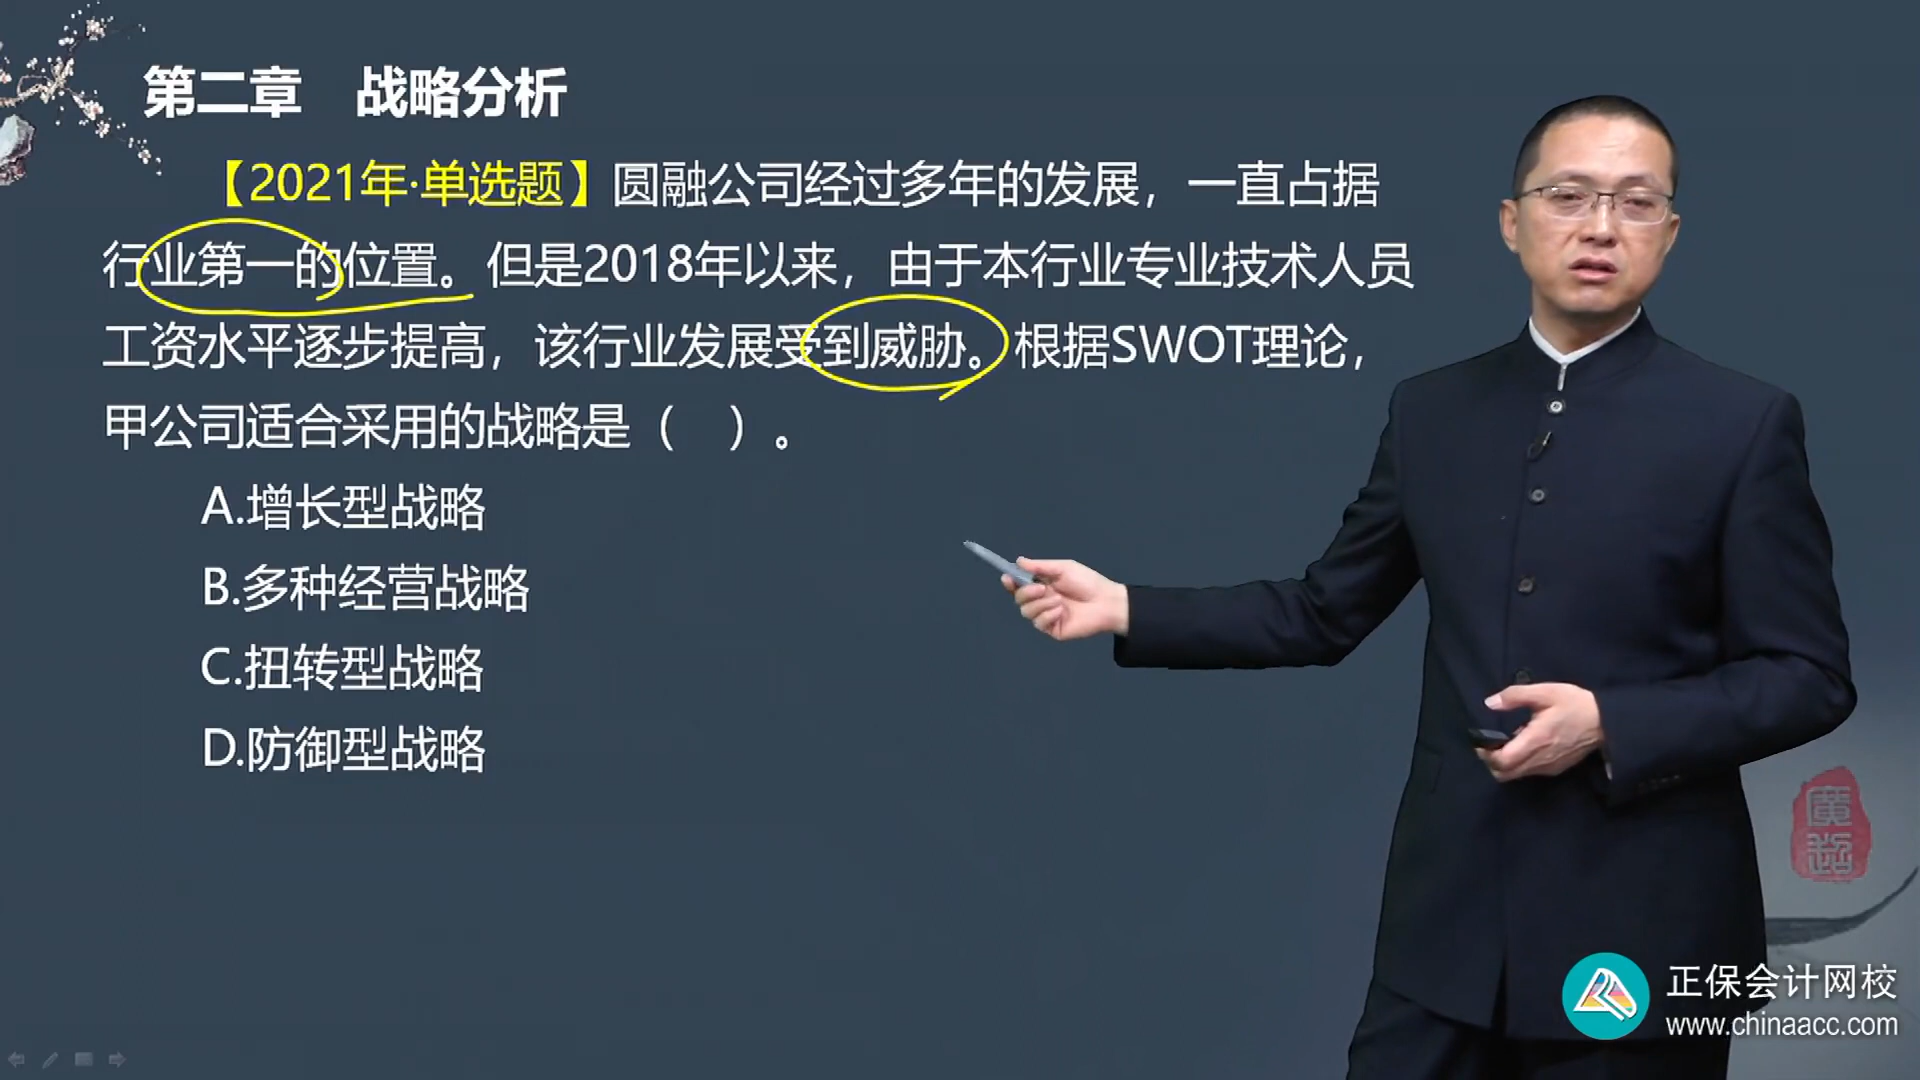 第二章 战略分析
【2021年·单选题】圆融公司经过多年的发展，一直占据
行业第一的位置。但是2018年以来，由于本行业专业技术人员
工资水平逐步提高，该行业发展受到威胁。根据SWOT理论，
甲公司适合采用的战略是（ ）。
A.增长型战略
B.多种经营战略
C.扭转型战略
D.防御型战略
正保会计网校
www.chinaacc.com